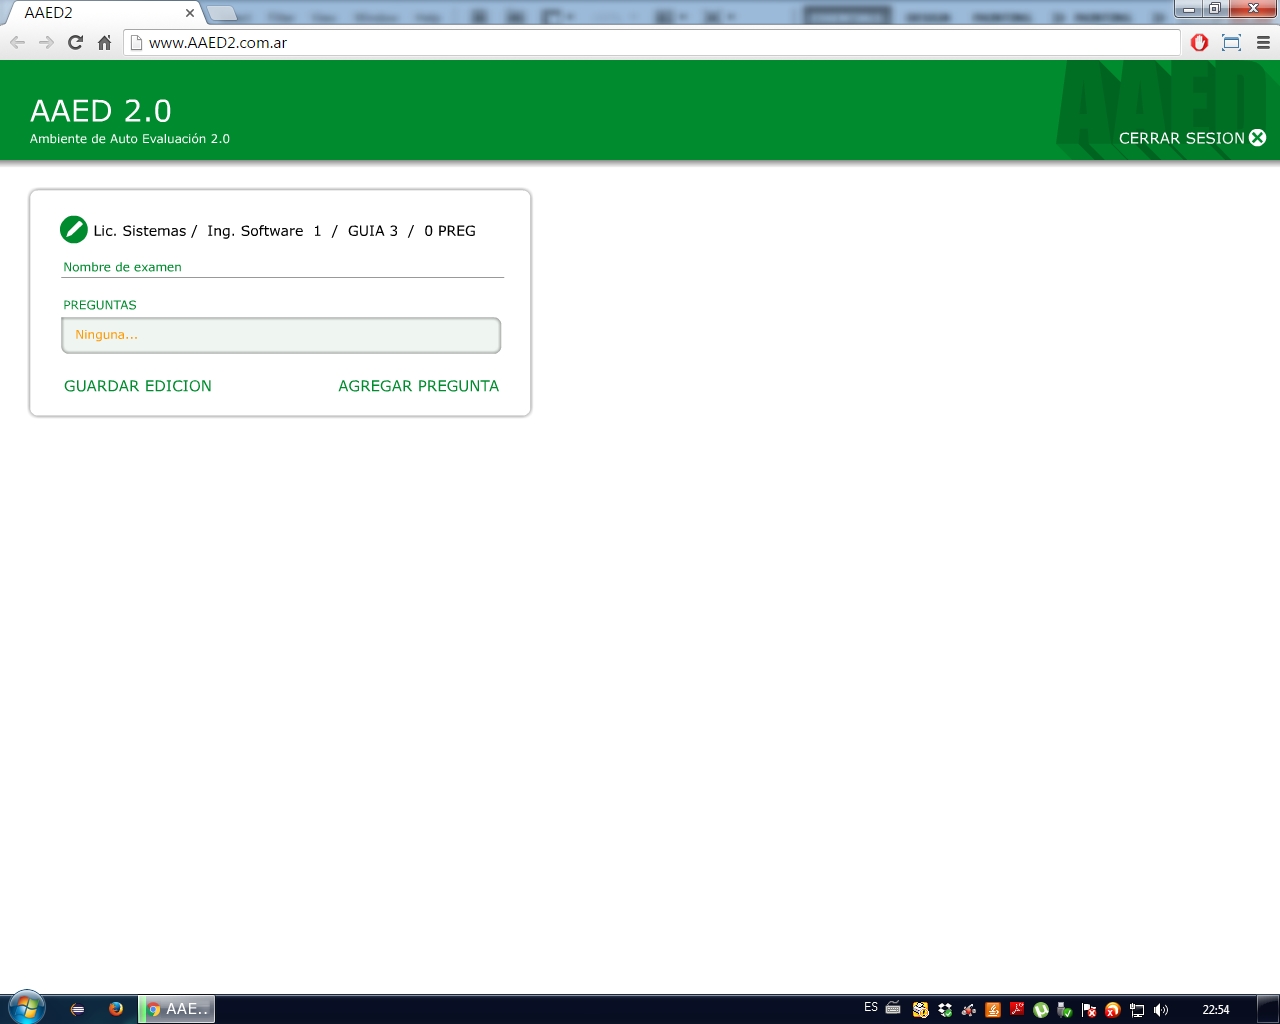 AAED2
www.AAED2.com.ar
AAED
AAED 2.0
Ambiente de Auto Evaluación 2.0
CERRAR SESION
Lic. Sistemas / Ing. Software 1 / GUIA 3 / 0 PREG
Nombre de examen
PREGUNTAS
Ninguna...
GUARDAR EDICION
AGREGAR PREGUNTA
AAE..
ES
22:54